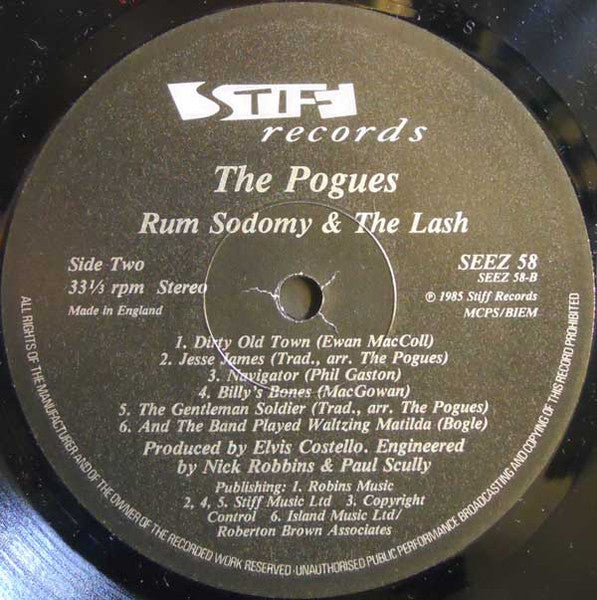 STIFF
records
The Pogues
Rum Sodomy & The Lash
Side Two
33⅓ rpm Stereo
Made in England
SEEZ 58
SEEZ 58-B
℗ 1985 Stiff Records
MCPS/BIEM
1. Dirty Old Town (Ewan MacColl)
2. Jesse James (Trad., arr. The Pogues)
3. Navigator (Phil Gaston)
4. Billy's Bones (MacGowan)
5. The Gentleman Soldier (Trad., arr. The Pogues)
6. And The Band Played Waltzing Matilda (Bogle)
Produced by Elvis Costello. Engineered
by Nick Robbins & Paul Scully
Publishing: 1. Robins Music
2, 4, 5. Stiff Music Ltd 3. Copyright
Control 6. Island Music Ltd/
Roberton Brown Associates
ALL RIGHTS OF THE MANUFACTURER AND OF THE OWNER OF THE RECORDED WORK RESERVED · UNAUTHORISED PUBLIC PERFORMANCE BROADCASTING AND COPYING OF THIS RECORD PROHIBITED